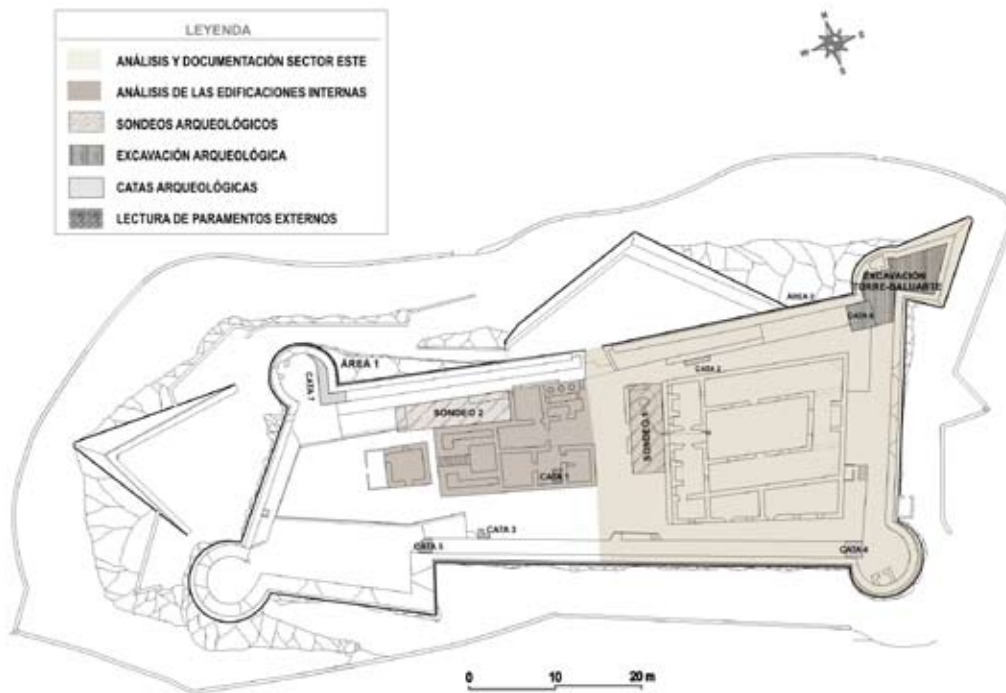 LEYENDA
ANÁLISIS Y DOCUMENTACIÓN SECTOR ESTE
ANÁLISIS DE LAS EDIFICACIONES INTERNAS
SONDEOS ARQUEOLÓGICOS
EXCAVACIÓN ARQUEOLÓGICA
CATAS ARQUEOLÓGICAS
LECTURA DE PARAMENTOS EXTERNOS
EXCAVACIÓN
TORRE-BALUARTE
ÁREA 2
CATA 6
ÁREA 1
CATA 2
CATA 7
SONDEO 2
SONDEO 1
CATA 1
CATA 3
CATA 5
CATA 4
0 10 20 m